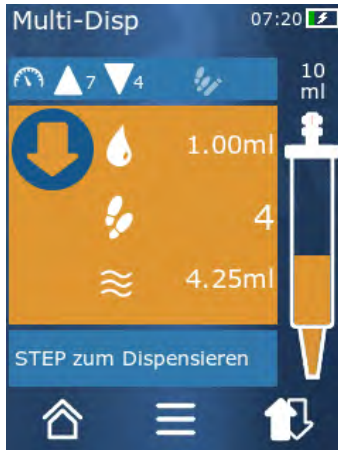 Multi-Disp 07:20
7 4
10
ml
1.00ml
4
4.25ml
STEP zum Dispensieren